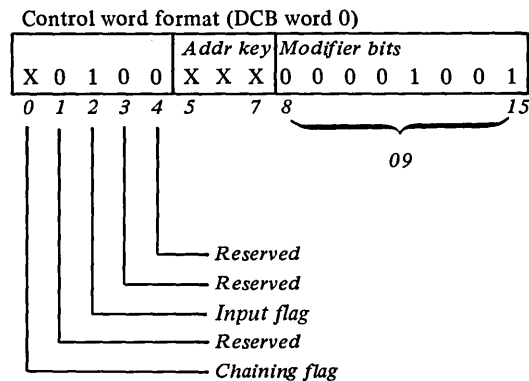 Control word format (DCB word 0)
Addr key Modifier bits
X 0 1 0 0 X X X 0 0 0 0 1 0 0 1
0 1 2 3 4 5 7 8 15
09
Reserved
Reserved
Input flag
Reserved
Chaining flag